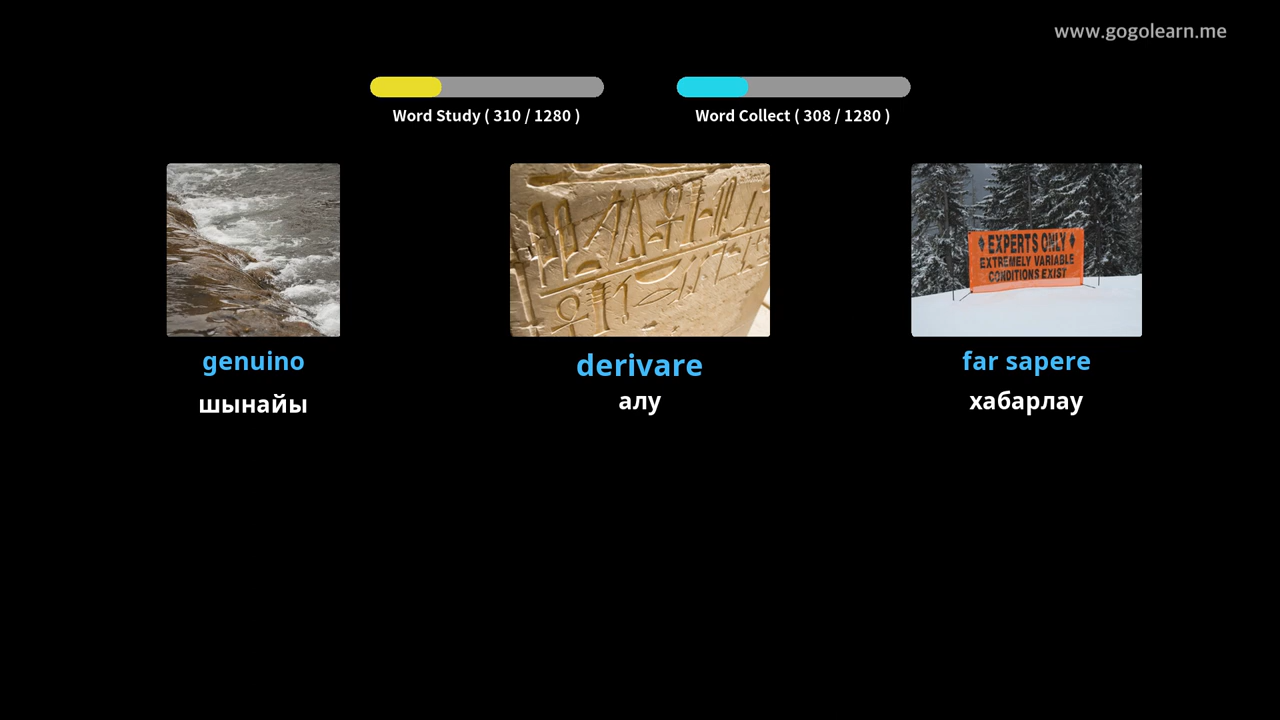 www.gogolearn.me
Word Study ( 310 / 1280 )
Word Collect ( 308 / 1280 )
EXPERTS ONLY
EXTREMELY VARIABLE
CONDITIONS EXIST
genuino
derivare
far sapere
шынайы
алу
хабарлау